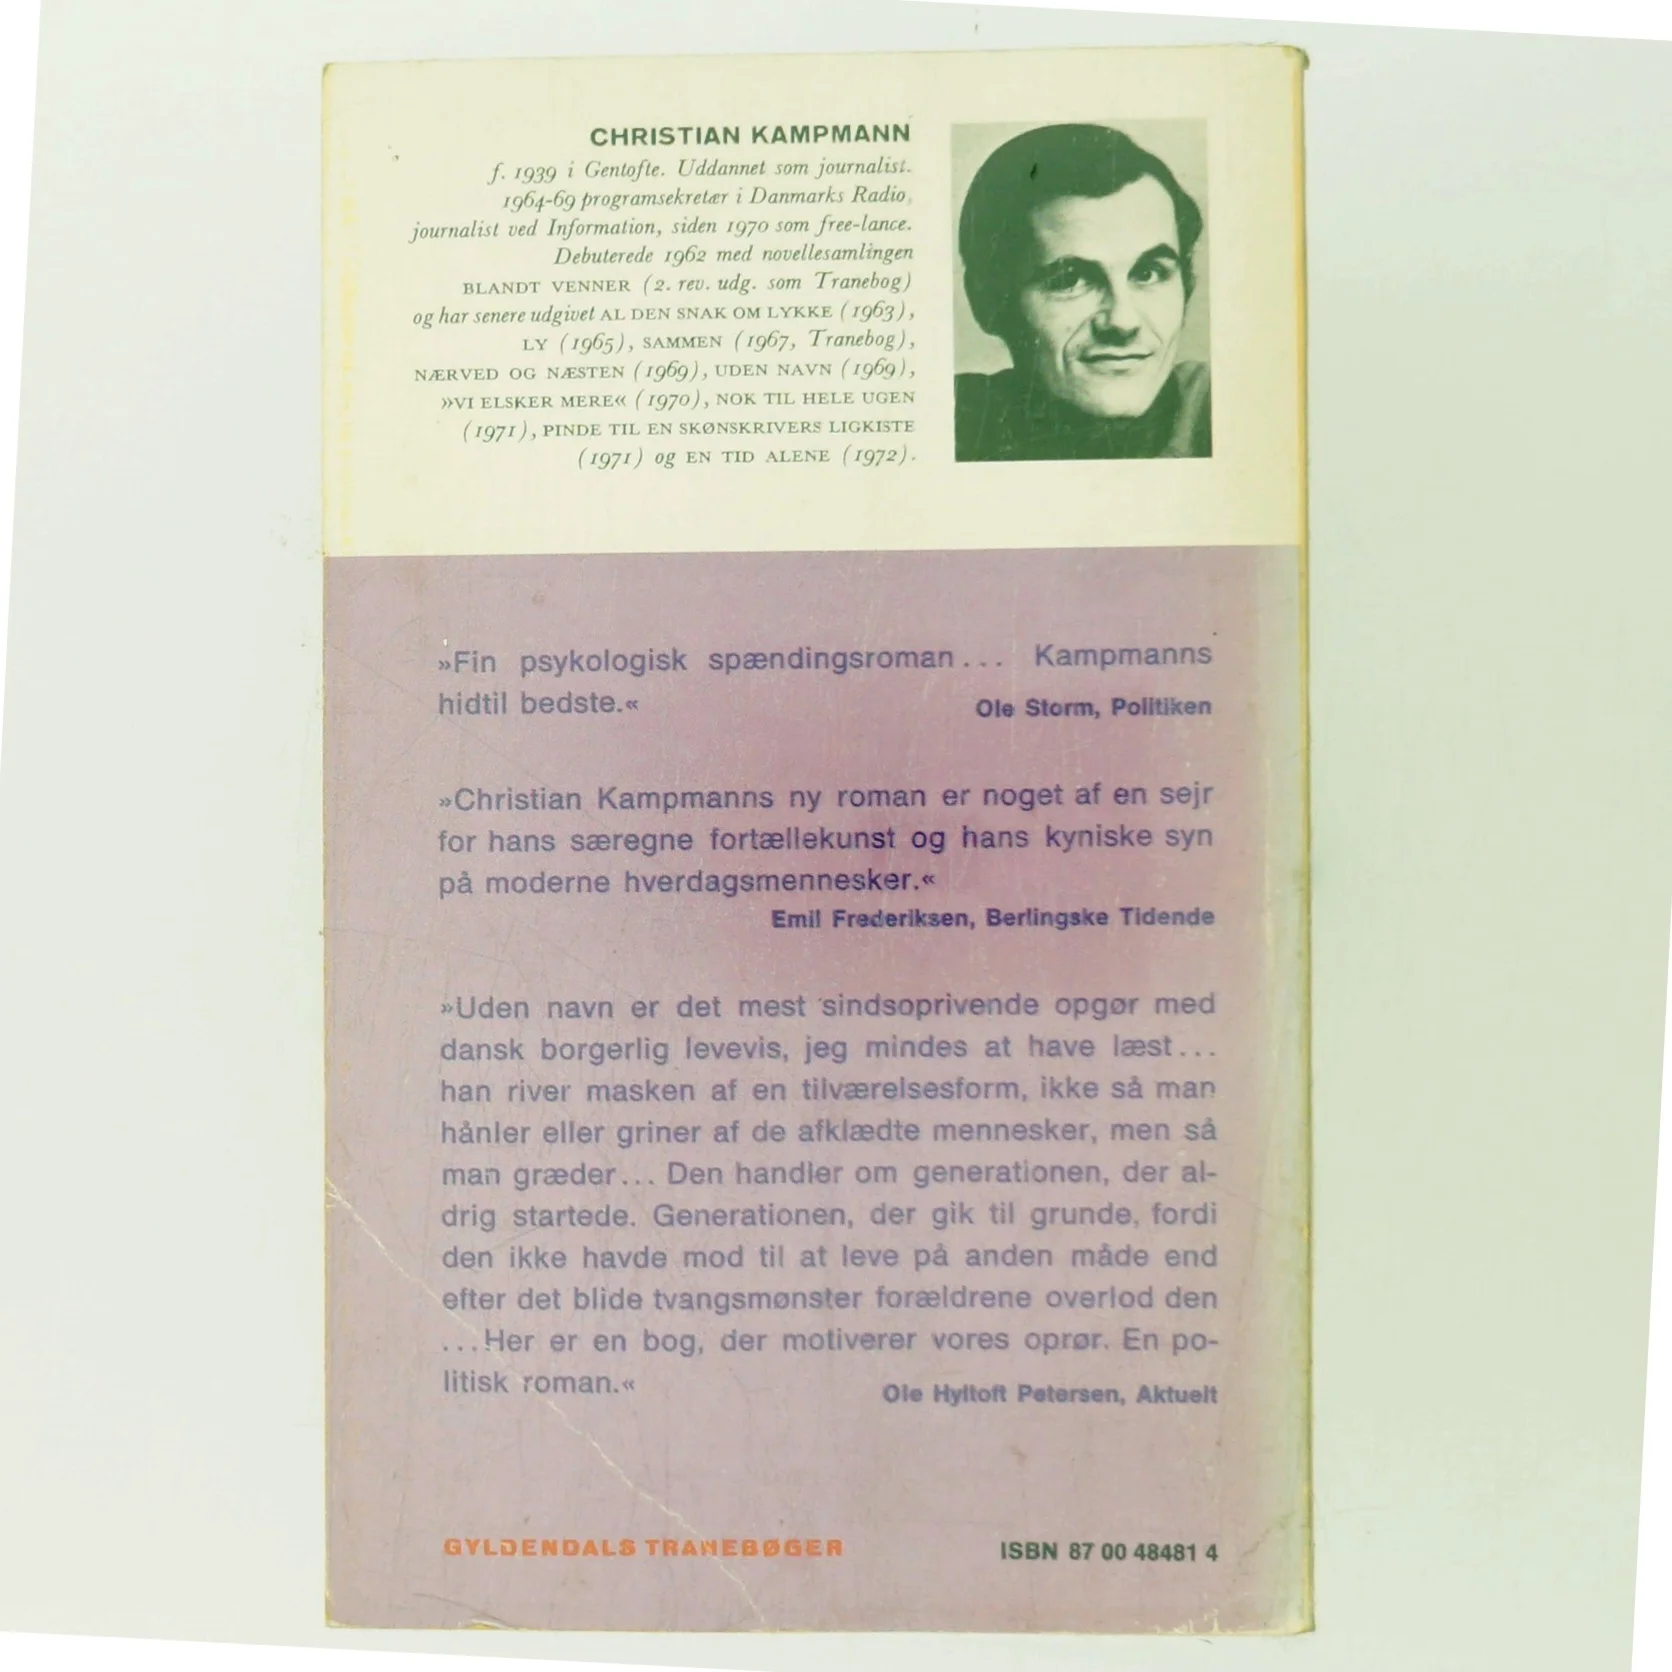 CHRISTIAN KAMPMANN
f. 1939 i Gentofte. Uddannet som journalist.
1964-69 programsekretær i Danmarks Radio,
journalist ved Information, siden 1970 som free-lance.
Debuterede 1962 med novellesamlingen
BLANDT VENNER (2. rev. udg. som Tranebog)
og har senere udgivet AL DEN SNAK OM LYKKE (1963),
LY (1965), SAMMEN (1967, Tranebog),
NÆRVED OG NÆSTEN (1969), UDEN NAVN (1969),
»VI ELSKER MERE« (1970), NOK TIL HELE UGEN
(1971), PINDE TIL EN SKØNSKRIVERS LIGKISTE
(1971) og EN TID ALENE (1972).
»Fin psykologisk spændingsroman... Kampmanns
hidtil bedste.« Ole Storm, Politiken
»Christian Kampmanns ny roman er noget af en sejr
for hans særegne fortællekunst og hans kyniske syn
på moderne hverdagsmennesker.«
Emil Frederiksen, Berlingske Tidende
»Uden navn er det mest sindsoprivende opgør med
dansk borgerlig levevis, jeg mindes at have læst...
han river masken af en tilværelsesform, ikke så man
hånler eller griner af de afklædte mennesker, men så
man græder... Den handler om generationen, der al-
drig startede. Generationen, der gik til grunde, fordi
den ikke havde mod til at leve på anden måde end
efter det blide tvangsmønster forældrene overlod den
...Her er en bog, der motiverer vores oprør. En po-
litisk roman.« Ole Hyltoft Petersen, Aktuelt
GYLDENDALS TRANEBØGER ISBN 87 00 48481 4